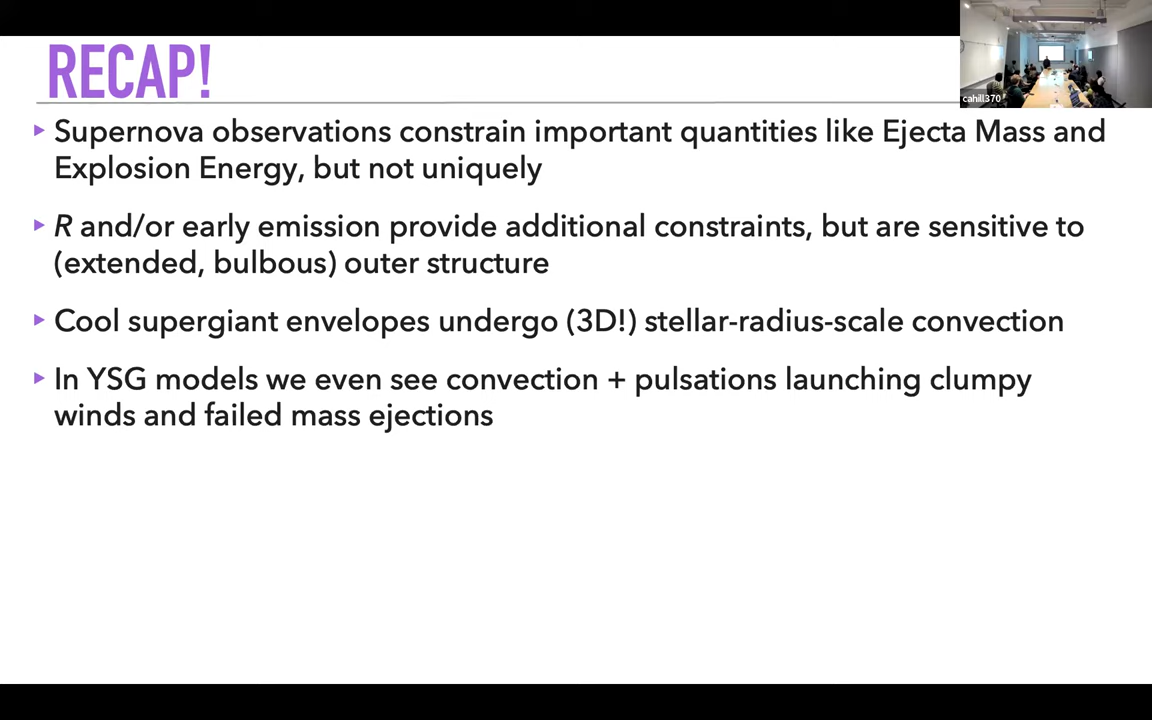 RECAP!
cahill370
▸ Supernova observations constrain important quantities like Ejecta Mass and
Explosion Energy, but not uniquely
▸ R and/or early emission provide additional constraints, but are sensitive to
(extended, bulbous) outer structure
▸ Cool supergiant envelopes undergo (3D!) stellar-radius-scale convection
▸ In YSG models we even see convection + pulsations launching clumpy
winds and failed mass ejections